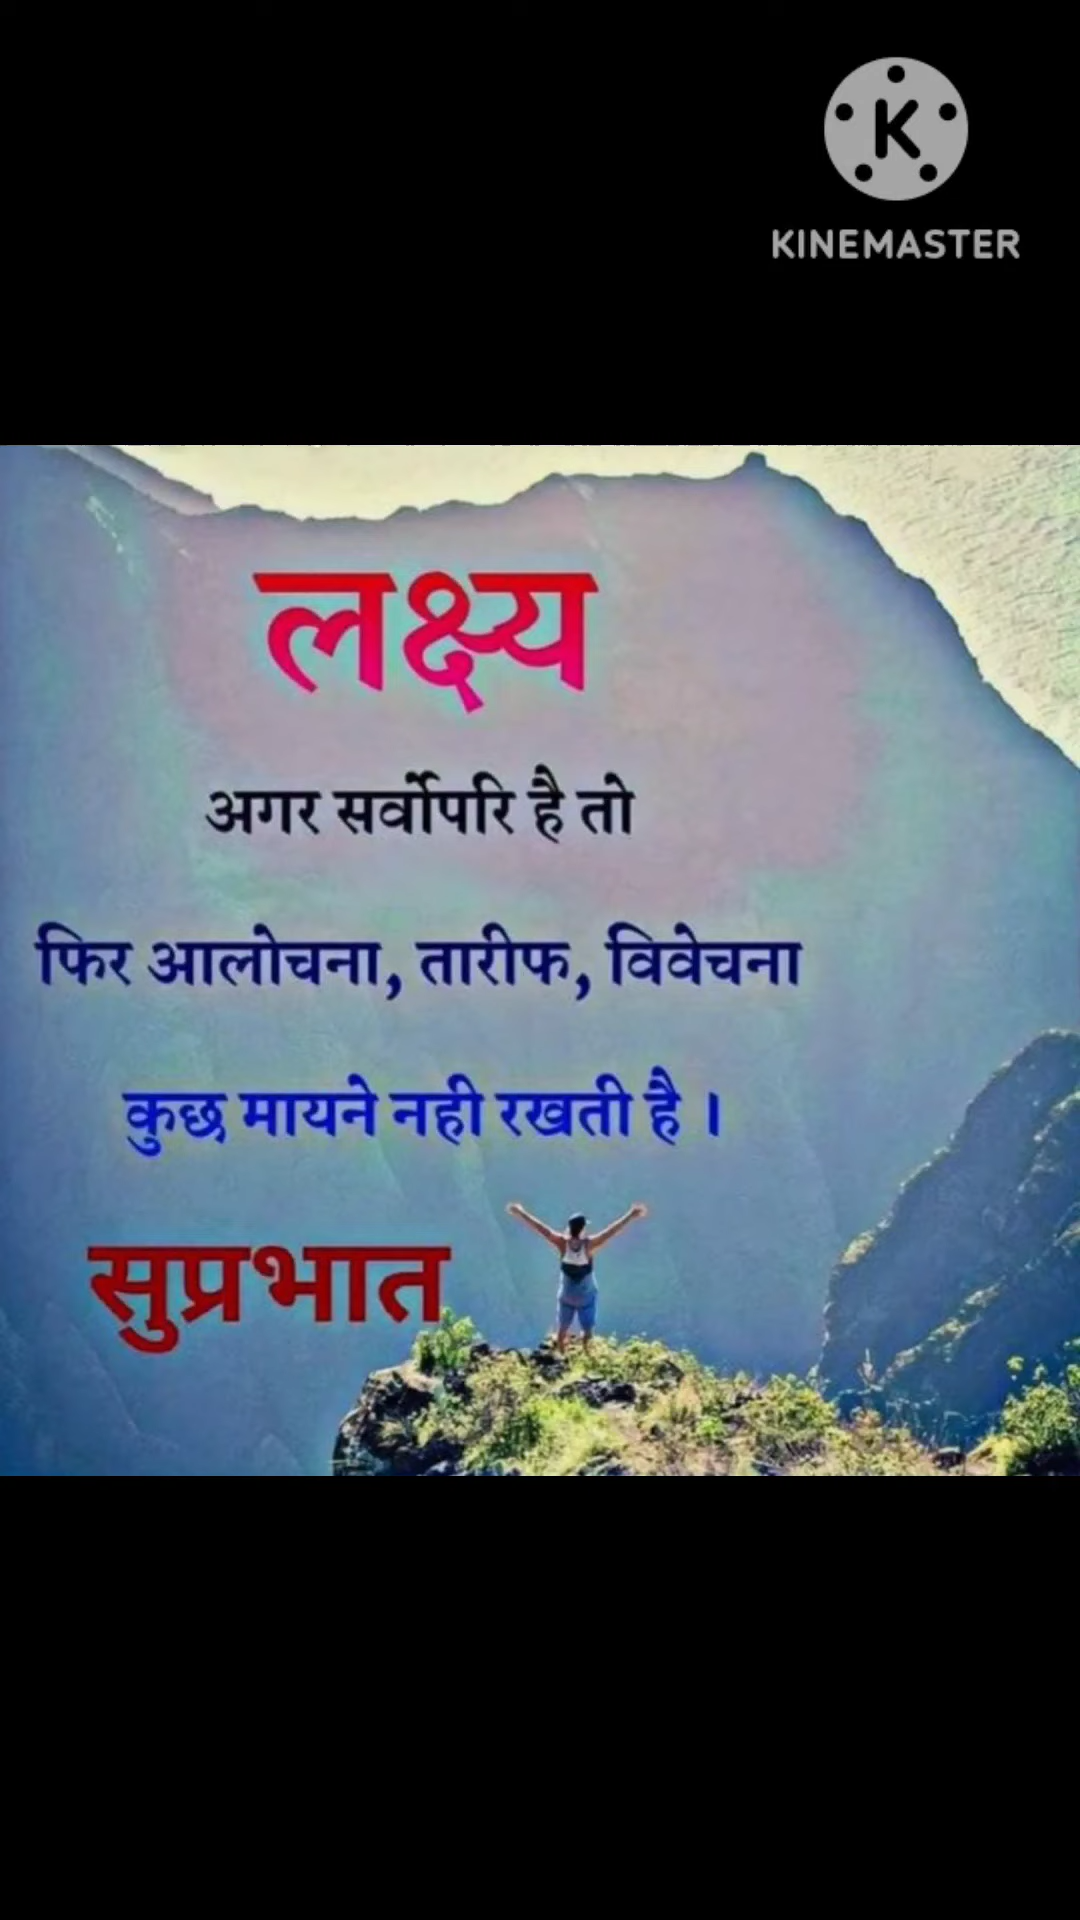 KINEMASTER
लक्ष्य
अगर सर्वोपरि है तो
फिर आलोचना, तारीफ, विवेचना
कुछ मायने नही रखती है ।
सुप्रभात